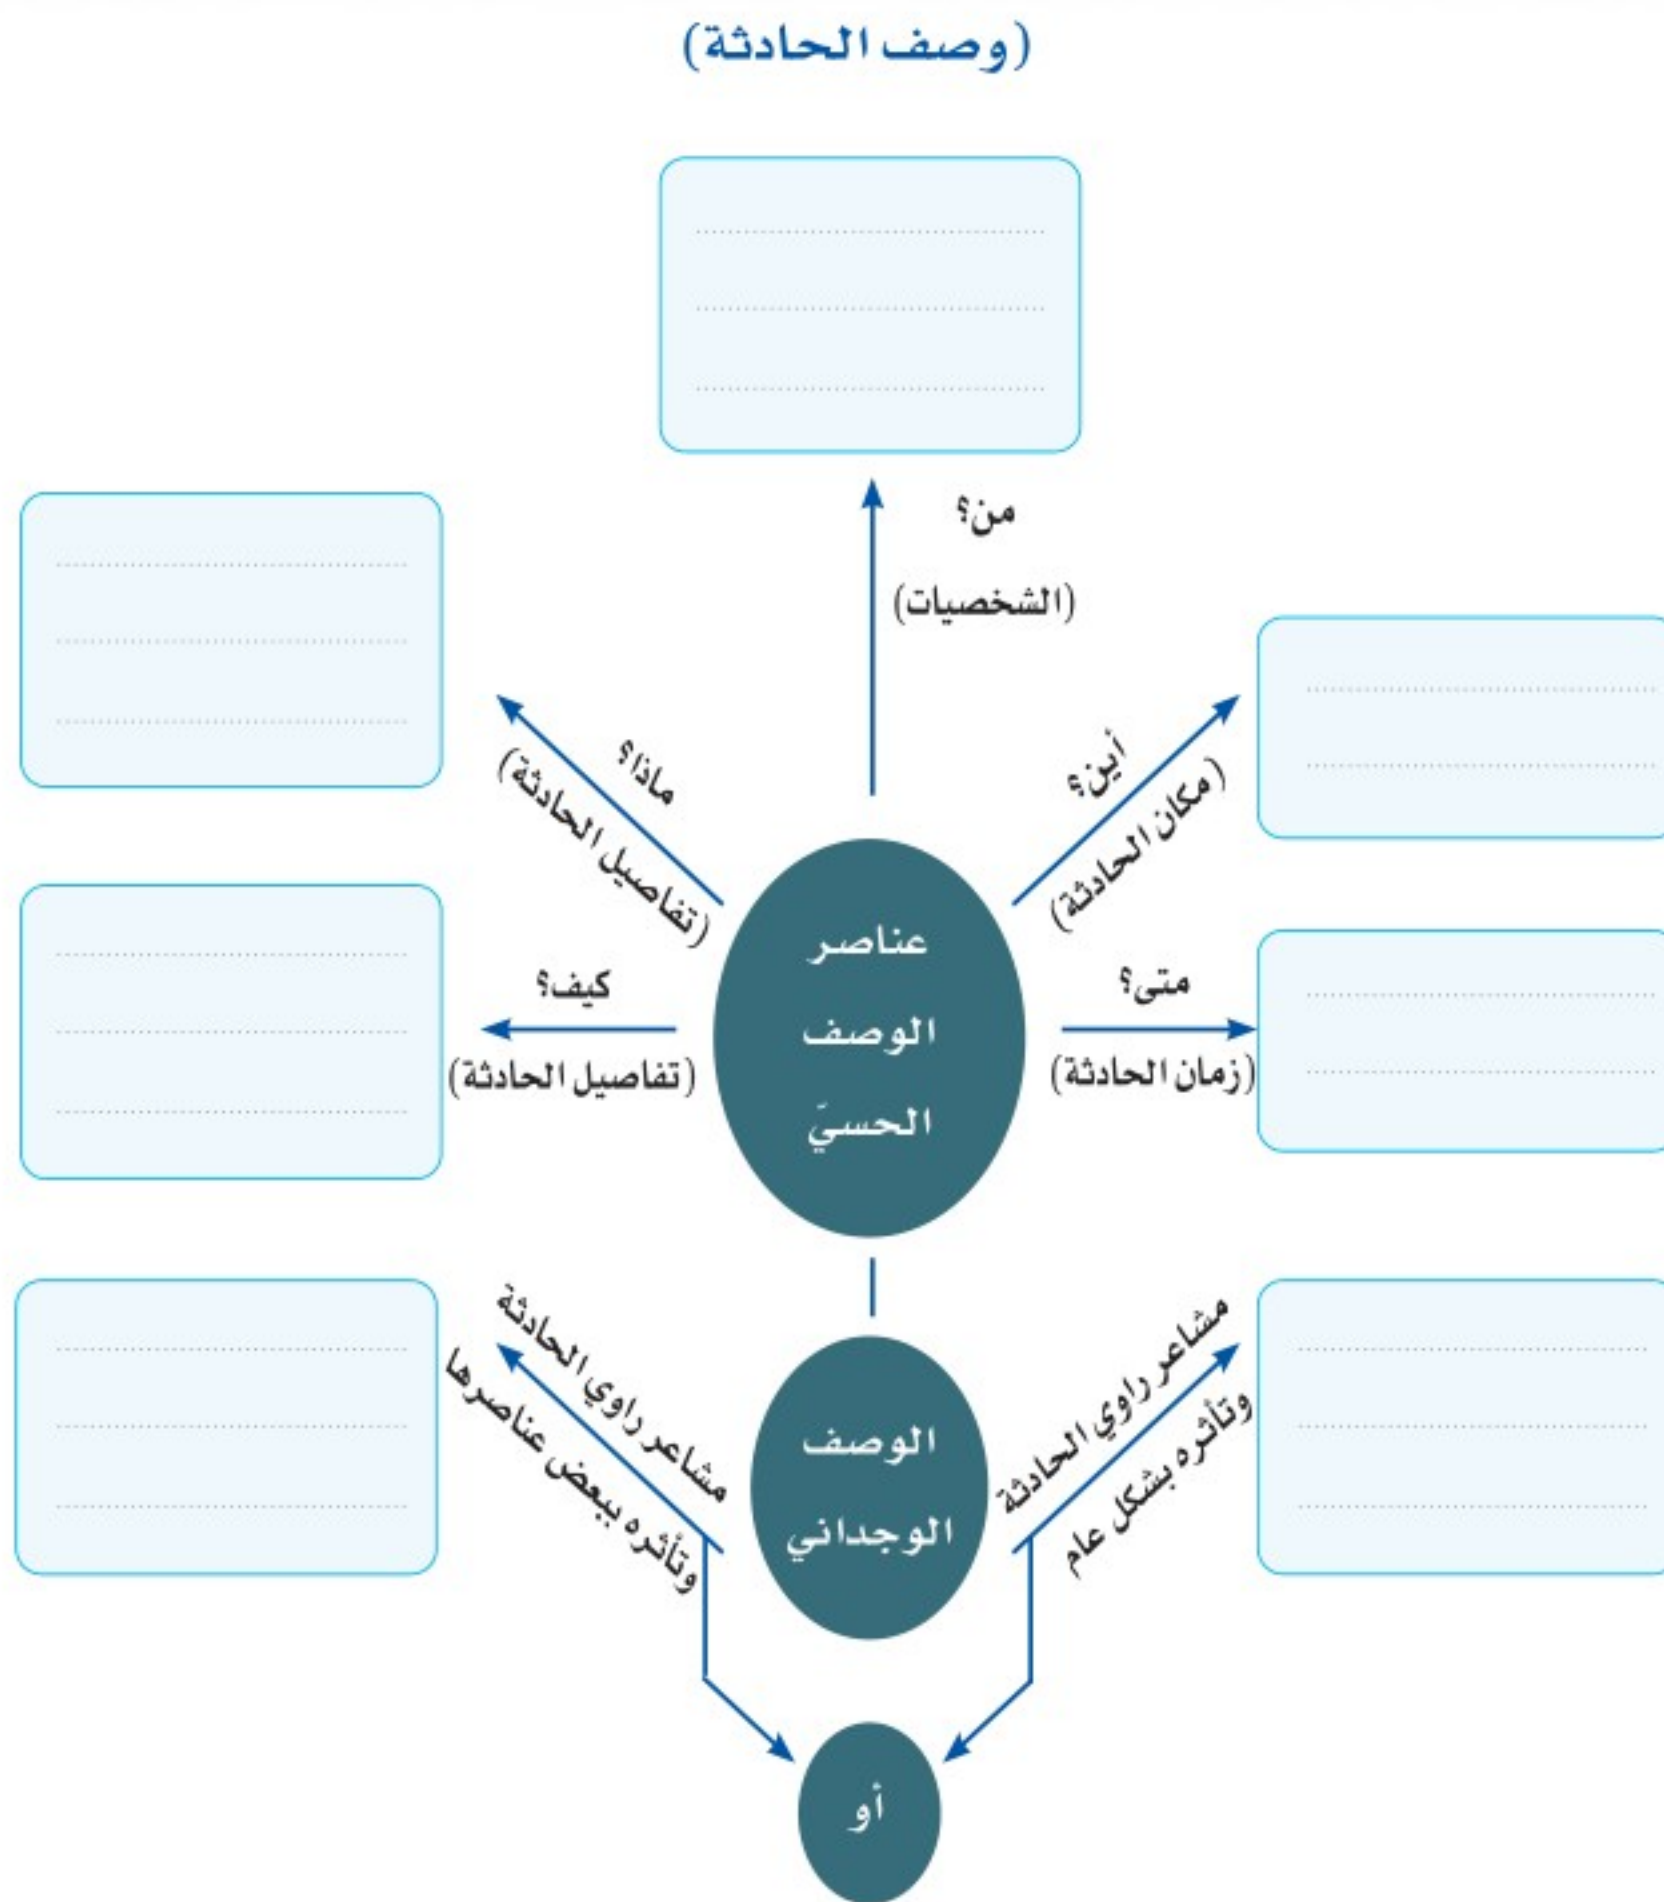 (وصف الحادثة)
من؟
(الشخصيات)
أين؟
(مكان الحادثة)
ماذا؟
(تفاصيل الحادثة)
متى؟
(زمان الحادثة)
كيف؟
(تفاصيل الحادثة)
عناصر
الوصف
الحسيّ
مشاعر راوي الحادثة
وتأثره بشكل عام
مشاعر راوي الحادثة
وتأثره ببعض عناصرها
الوصف
الوجداني
أو